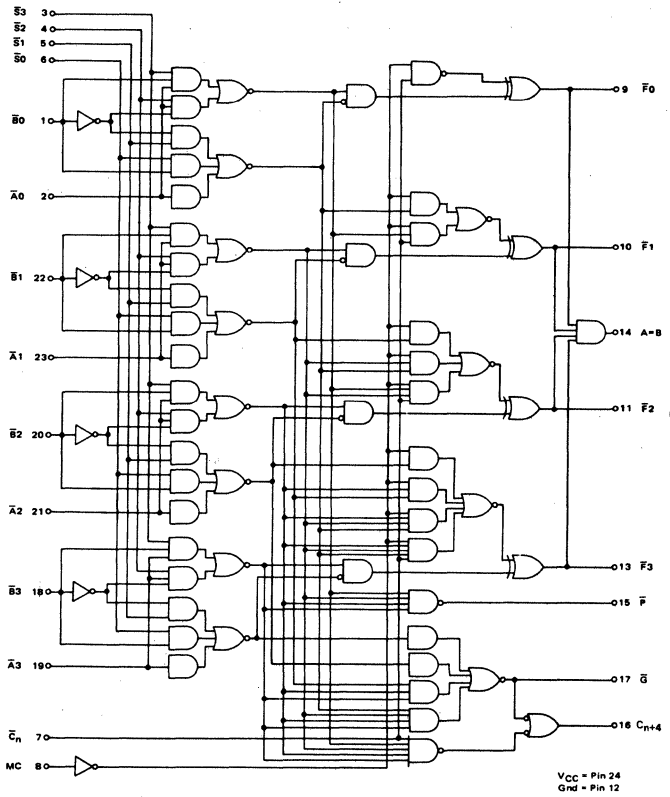 S̅3 3
S̅2 4
S̅1 5
S̅0 6
B̅0 1
A̅0 2
B̅1 22
A̅1 23
B̅2 20
A̅2 21
B̅3 18
A̅3 19
C̅n 7
MC 8
9 F̅0
10 F̅1
14 A=B
11 F̅2
13 F̅3
15 P̅
17 G̅
16 Cn+4
VCC = Pin 24
Gnd = Pin 12